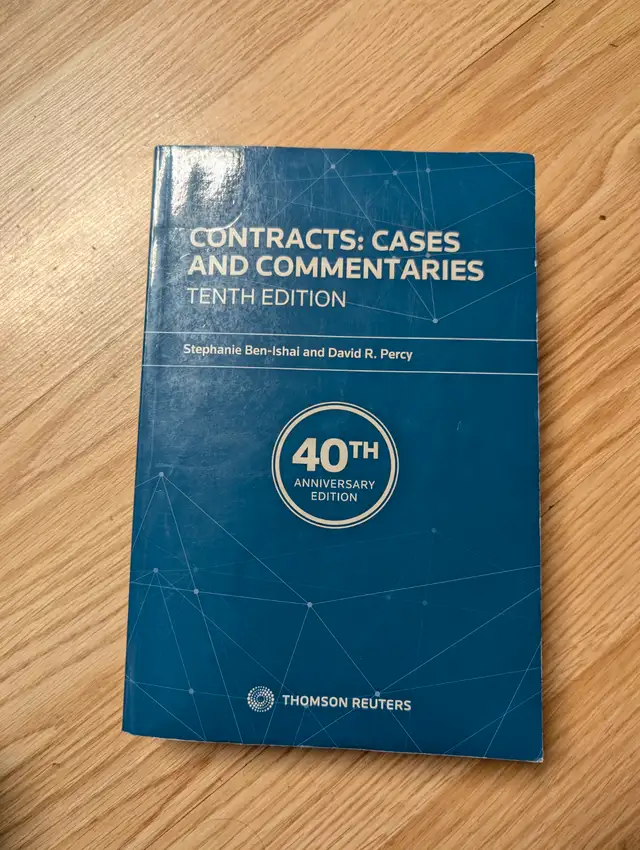 CONTRACTS: CASES
AND COMMENTARIES
TENTH EDITION
Stephanie Ben-Ishai and David R. Percy
40TH
ANNIVERSARY
EDITION
THOMSON REUTERS